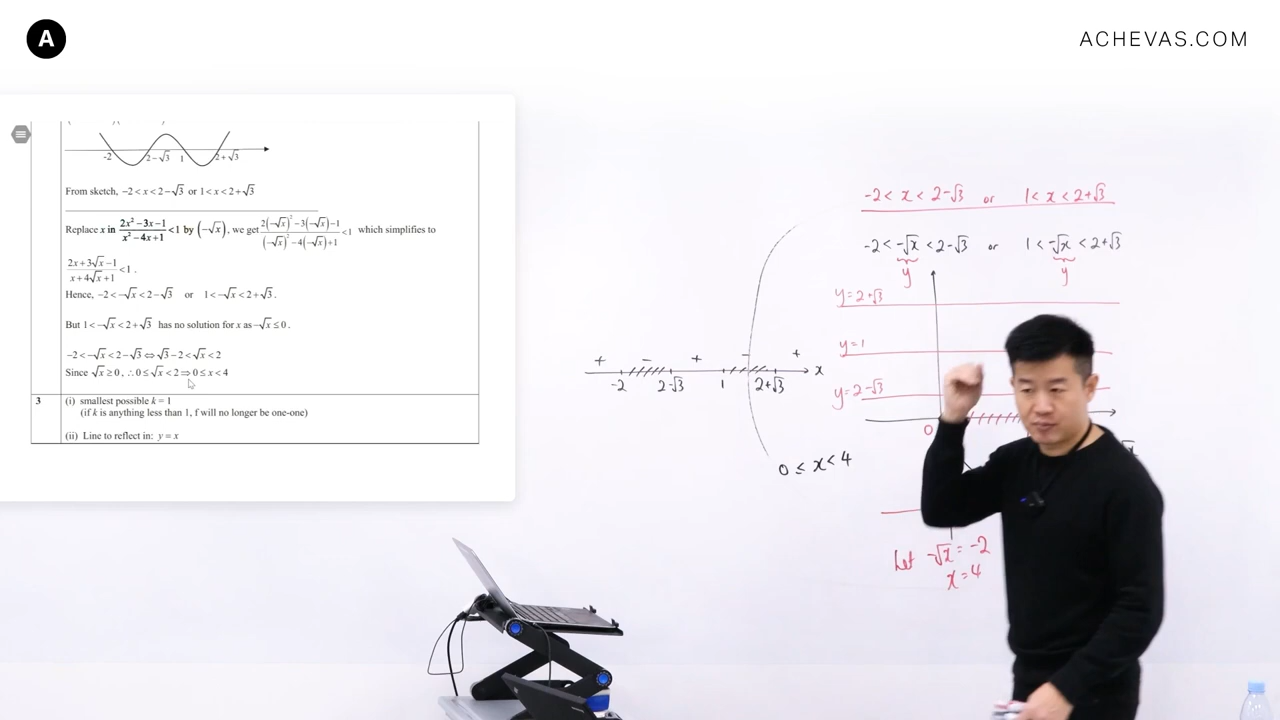 A
ACHEVAS.COM
-2 2-√3 1 2+√3
From sketch, -2 < x < 2-√3 or 1 < x < 2+√3
Replace x in (2x²-3x-1)/(x²-4x+1) < 1 by (-√x), we get (2(-√x)²-3(-√x)-1)/((-√x)²-4(-√x)+1) < 1 which simplifies to
(2x+3√x-1)/(x+4√x+1) < 1 .
Hence, -2 < -√x < 2-√3 or 1 < -√x < 2+√3 .
But 1 < -√x < 2+√3 has no solution for x as -√x ≤ 0 .
-2 < -√x < 2-√3 ⇔ √3-2 < √x < 2
Since √x ≥ 0, ∴ 0 ≤ √x < 2 ⇒ 0 ≤ x < 4
3 (i) smallest possible k = 1
(if k is anything less than 1, f will no longer be one-one)
(ii) Line to reflect in: y = x
-2 < x < 2-√3 or 1 < x < 2+√3
-2 < -√x < 2-√3 or 1 < -√x < 2+√3
y y
y = 2+√3
y = 1
y = 2-√3
0
+ - + - +
-2 2-√3 1 2+√3 x
0 ≤ x < 4
Let -√x = -2
x = 4